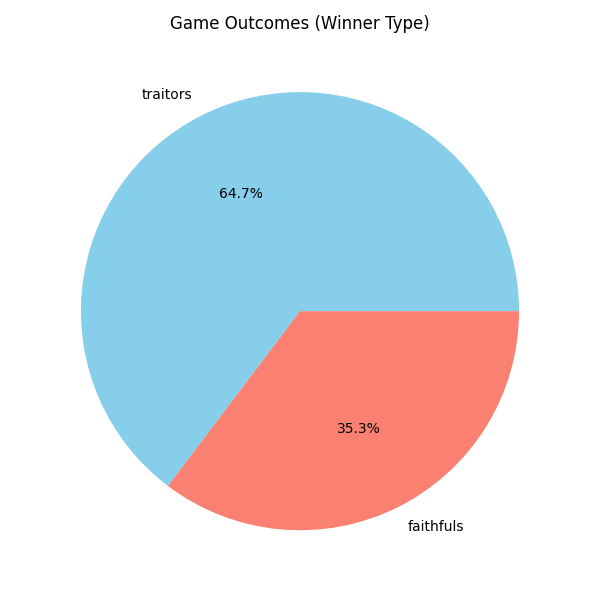 Game Outcomes (Winner Type)
traitors
64.7%
35.3%
faithfuls